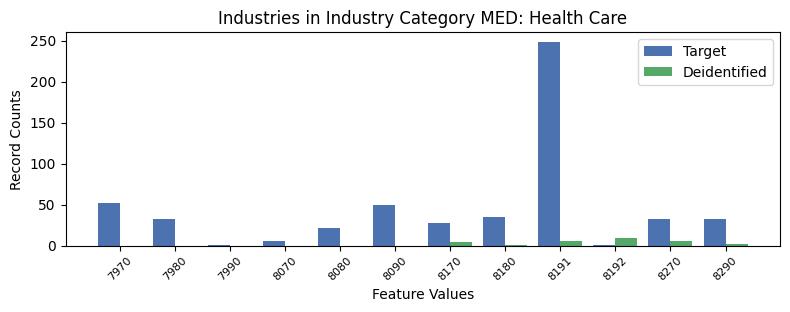 Industries in Industry Category MED: Health Care
Target
Deidentified
Record Counts
250
200
150
100
50
0
7970 7980 7990 8070 8080 8090 8170 8180 8191 8192 8270 8290
Feature Values